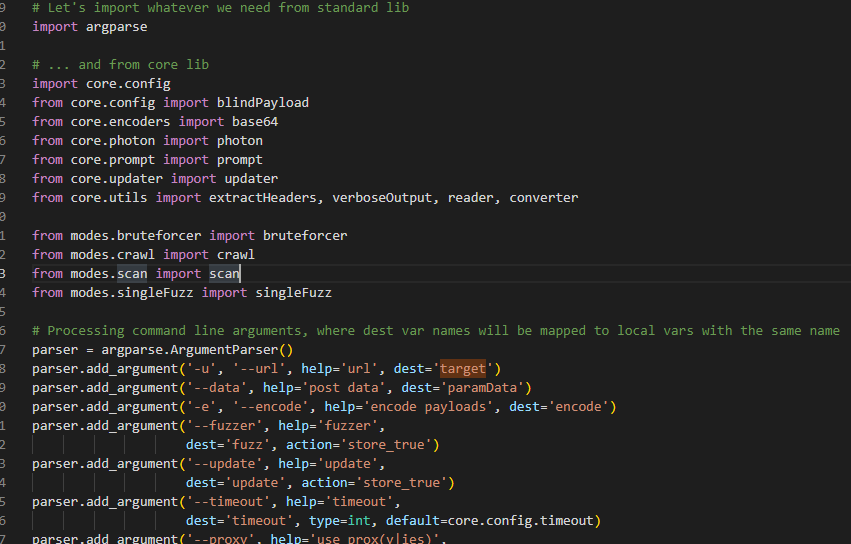 9 # Let's import whatever we need from standard lib
0 import argparse
1
2 # ... and from core lib
3 import core.config
4 from core.config import blindPayload
5 from core.encoders import base64
6 from core.photon import photon
7 from core.prompt import prompt
8 from core.updater import updater
9 from core.utils import extractHeaders, verboseOutput, reader, converter
0
1 from modes.bruteforcer import bruteforcer
2 from modes.crawl import crawl
3 from modes.scan import scan
4 from modes.singleFuzz import singleFuzz
5
6 # Processing command line arguments, where dest var names will be mapped to local vars with the same name
7 parser = argparse.ArgumentParser()
8 parser.add_argument('-u', '--url', help='url', dest='target')
9 parser.add_argument('--data', help='post data', dest='paramData')
0 parser.add_argument('-e', '--encode', help='encode payloads', dest='encode')
1 parser.add_argument('--fuzzer', help='fuzzer',
2 dest='fuzz', action='store_true')
3 parser.add_argument('--update', help='update',
4 dest='update', action='store_true')
5 parser.add_argument('--timeout', help='timeout',
6 dest='timeout', type=int, default=core.config.timeout)
7 parser.add_argument('--proxy', help='use prox(y|ies)',